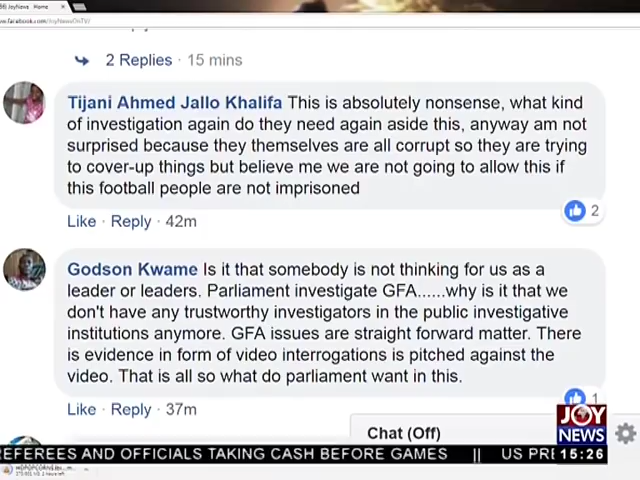 JoyNews
Home
2 Replies · 15 mins
Tijani Ahmed Jallo Khalifa This is absolutely nonsense, what kind
of investigation again do they need again aside this, anyway am not
surprised because they themselves are all corrupt so they are trying
to cover-up things but believe me we are not going to allow this if
this football people are not imprisoned
2
Like · Reply · 42m
Godson Kwame Is it that somebody is not thinking for us as a
leader or leaders. Parliament investigate GFA......why is it that we
don't have any trustworthy investigators in the public investigative
institutions anymore. GFA issues are straight forward matter. There
is evidence in form of video interrogations is pitched against the
video. That is all so what do parliament want in this.
1
Like · Reply · 37m
Chat (Off)
JOY
NEWS
REFEREES AND OFFICIALS TAKING CASH BEFORE GAMES || US PRE
15:26